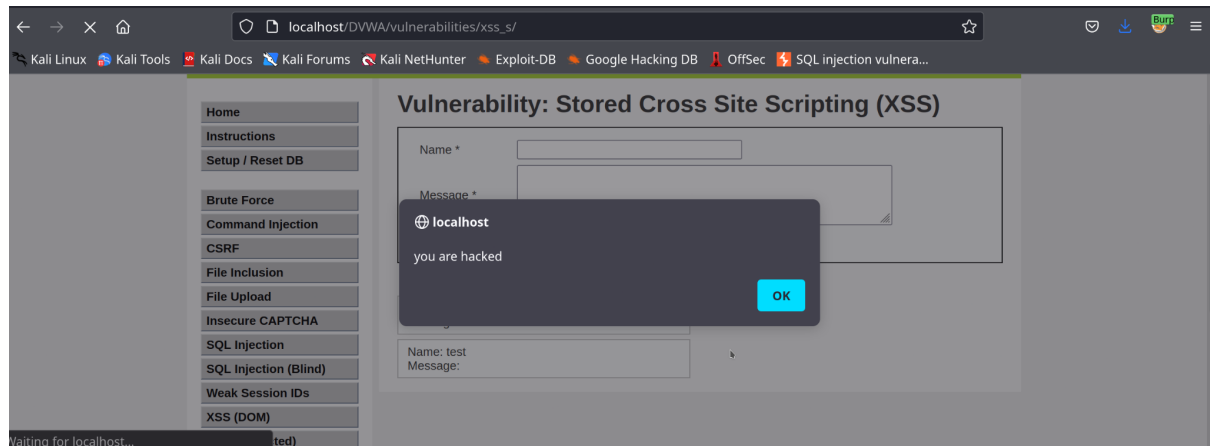 localhost/DVWA/vulnerabilities/xss_s/
Burp
Kali Linux Kali Tools Kali Docs Kali Forums Kali NetHunter Exploit-DB Google Hacking DB OffSec SQL injection vulnera...
Home
Instructions
Setup / Reset DB
Brute Force
Command Injection
CSRF
File Inclusion
File Upload
Insecure CAPTCHA
SQL Injection
SQL Injection (Blind)
Weak Session IDs
XSS (DOM)
ted)
Vulnerability: Stored Cross Site Scripting (XSS)
Name *
Message *
localhost
you are hacked
OK
Name: test
Message:
Waiting for localhost...